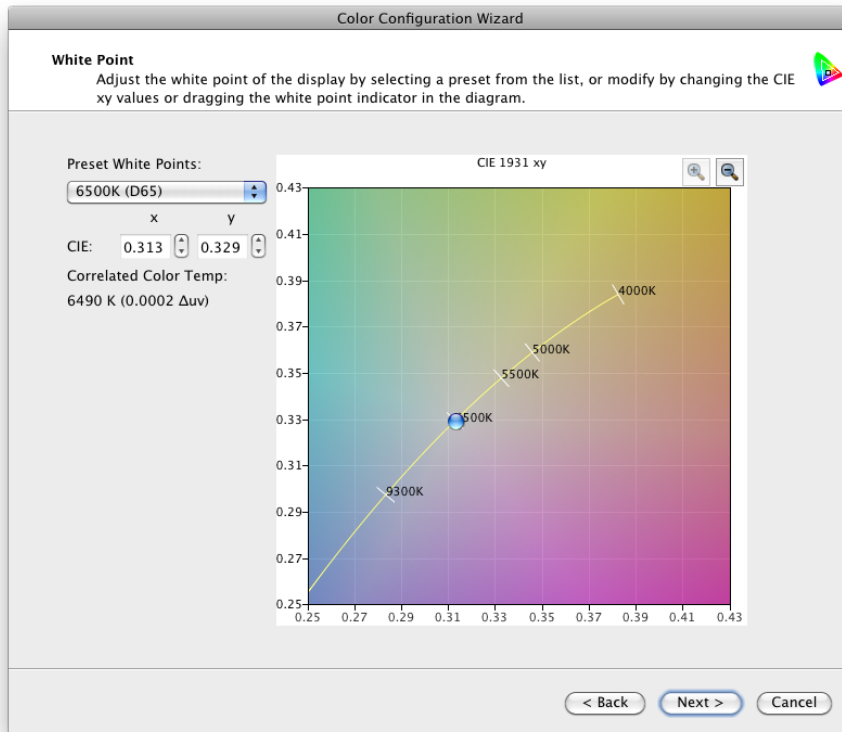 Color Configuration Wizard
White Point
Adjust the white point of the display by selecting a preset from the list, or modify by changing the CIE
xy values or dragging the white point indicator in the diagram.
Preset White Points:
6500K (D65)
x y
CIE: 0.313 0.329
Correlated Color Temp:
6490 K (0.0002 Δuv)
CIE 1931 xy
0.43
0.41
0.39
4000K
0.37
5000K
0.35
5500K
0.33
500K
0.31
9300K
0.29
0.27
0.25
0.25 0.27 0.29 0.31 0.33 0.35 0.37 0.39 0.41 0.43
< Back Next > Cancel